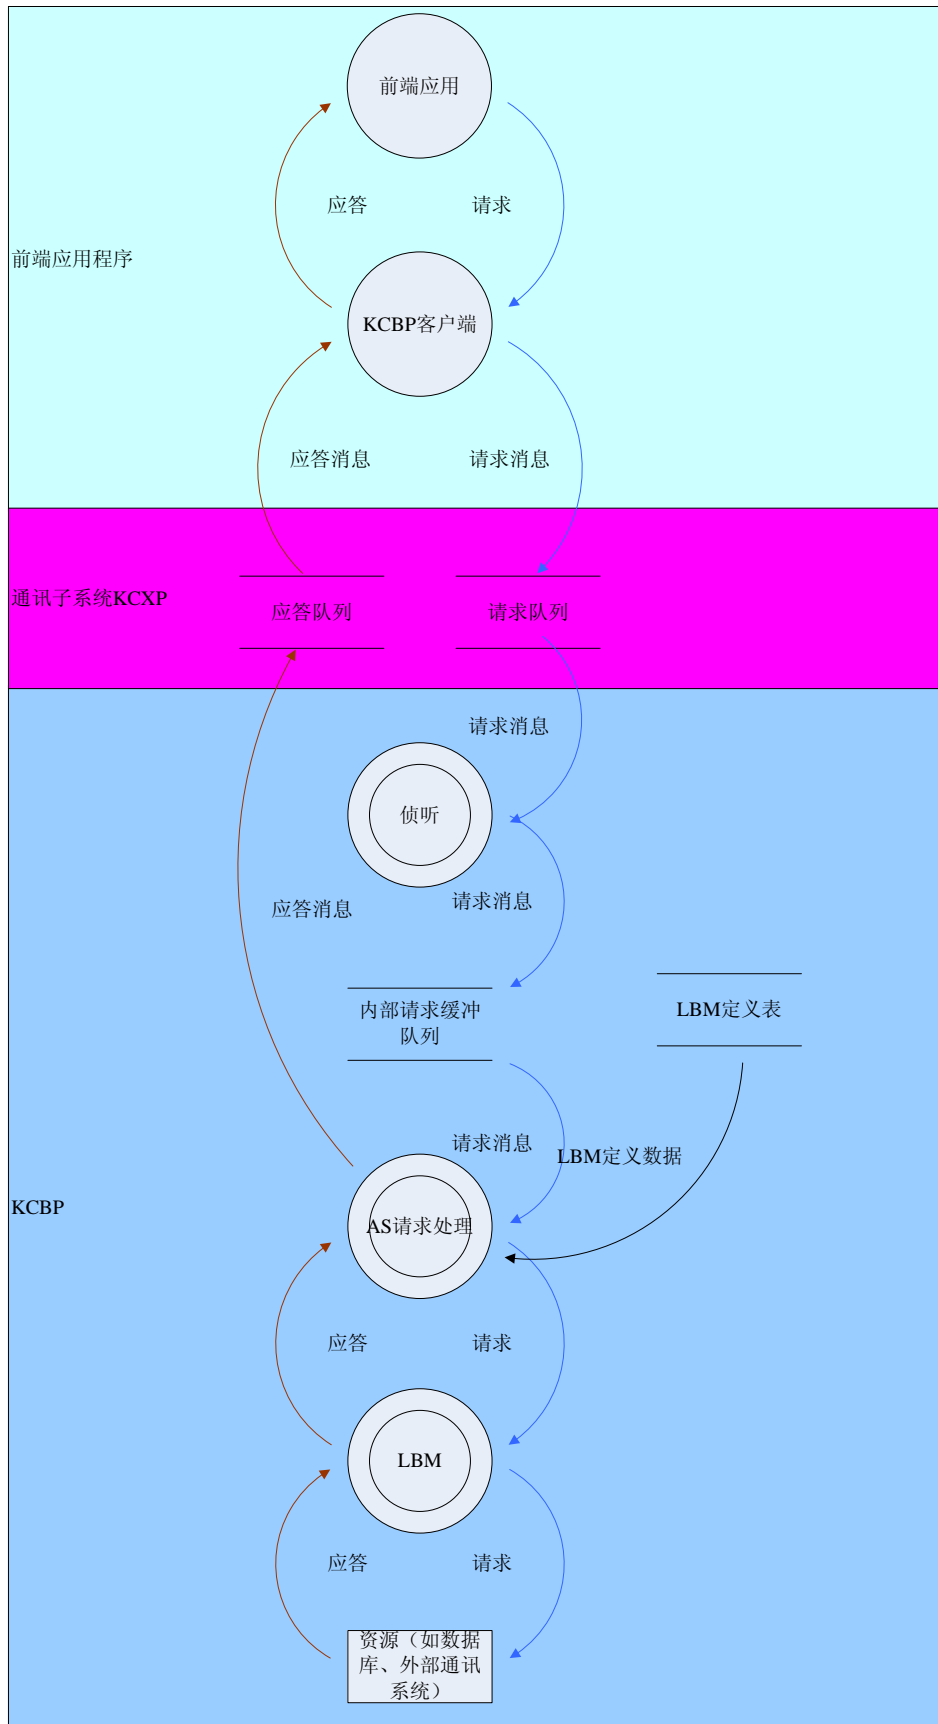 前端应用
应答
请求
前端应用程序
KCBP客户端
应答消息
请求消息
通讯子系统KCXP
应答队列
请求队列
请求消息
侦听
请求消息
应答消息
内部请求缓冲
队列
LBM定义表
请求消息
LBM定义数据
KCBP
AS请求处理
应答
请求
LBM
应答
请求
资源（如数据
库、外部通讯
系统）